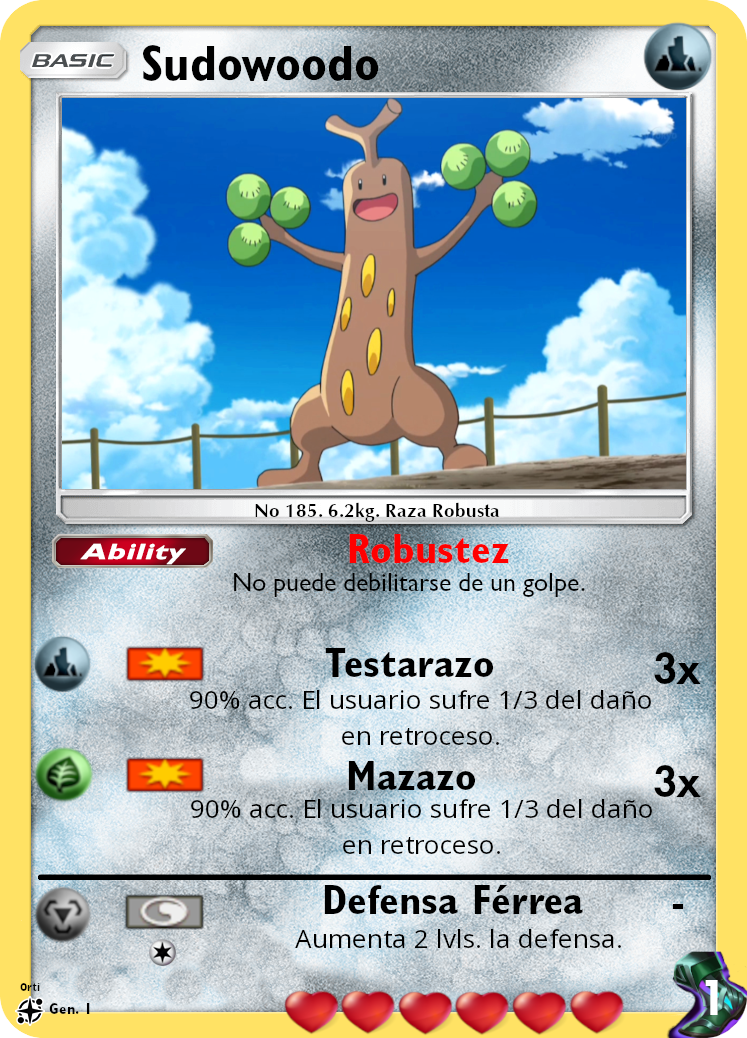 BASIC Sudowoodo
No 185. 6.2kg. Raza Robusta
Ability Robustez
No puede debilitarse de un golpe.
Testarazo 3x
90% acc. El usuario sufre 1/3 del daño
en retroceso.
Mazazo 3x
90% acc. El usuario sufre 1/3 del daño
en retroceso.
Defensa Férrea -
Aumenta 2 lvls. la defensa.
Orti
Gen. I
1